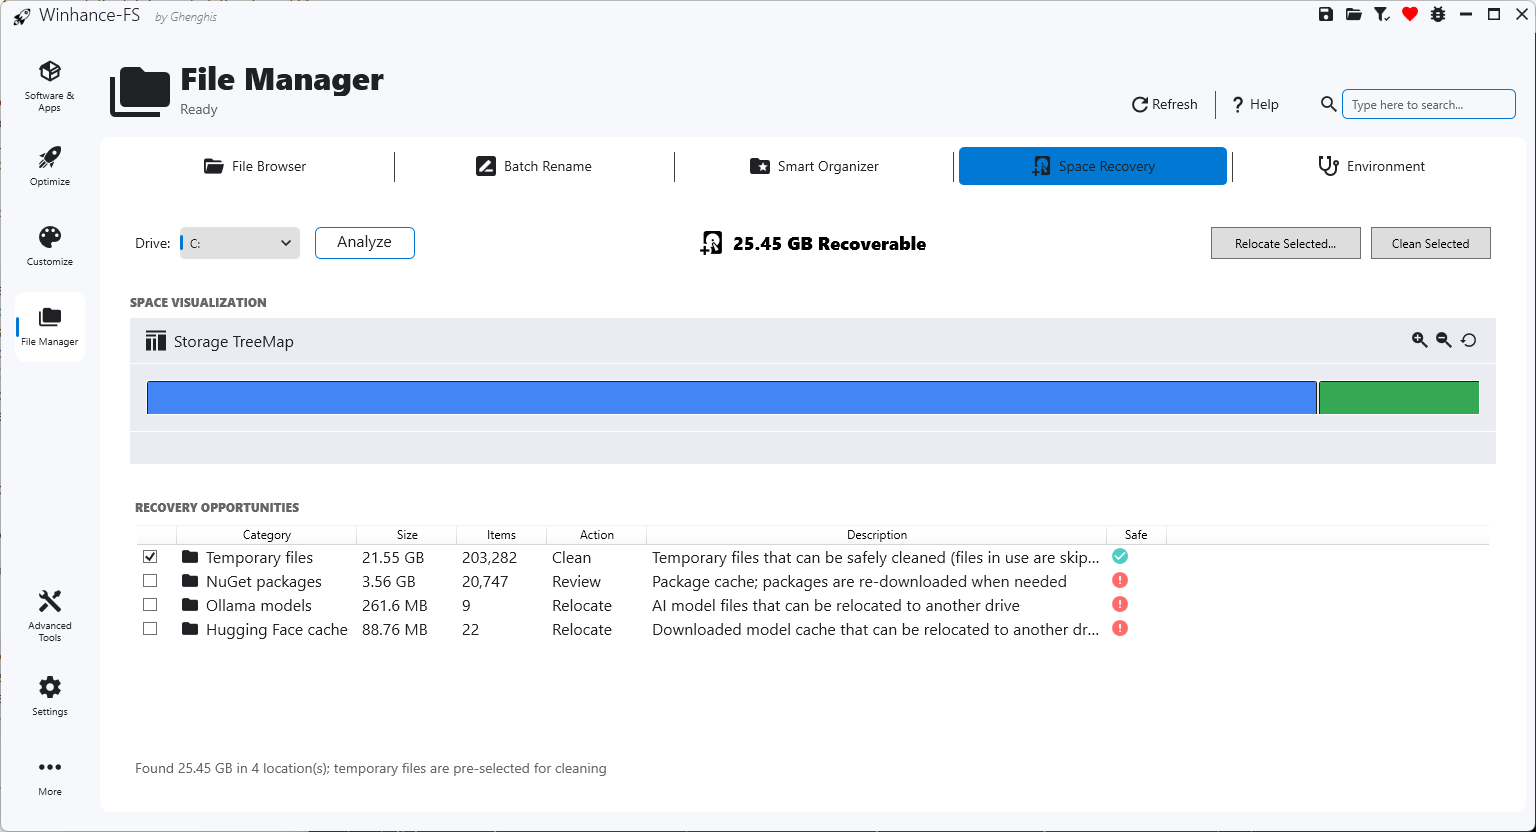 Winhance-FS by Ghenghis
Software & Apps
Optimize
Customize
File Manager
Advanced Tools
Settings
More
File Manager
Ready
Refresh
? Help
Type here to search...
File Browser
Batch Rename
Smart Organizer
Space Recovery
Environment
Drive:
C:
Analyze
25.45 GB Recoverable
Relocate Selected...
Clean Selected
SPACE VISUALIZATION
Storage TreeMap
RECOVERY OPPORTUNITIES
Category Size Items Action Description Safe
Temporary files 21.55 GB 203,282 Clean Temporary files that can be safely cleaned (files in use are skip...
NuGet packages 3.56 GB 20,747 Review Package cache; packages are re-downloaded when needed
Ollama models 261.6 MB 9 Relocate AI model files that can be relocated to another drive
Hugging Face cache 88.76 MB 22 Relocate Downloaded model cache that can be relocated to another dr...
Found 25.45 GB in 4 location(s); temporary files are pre-selected for cleaning